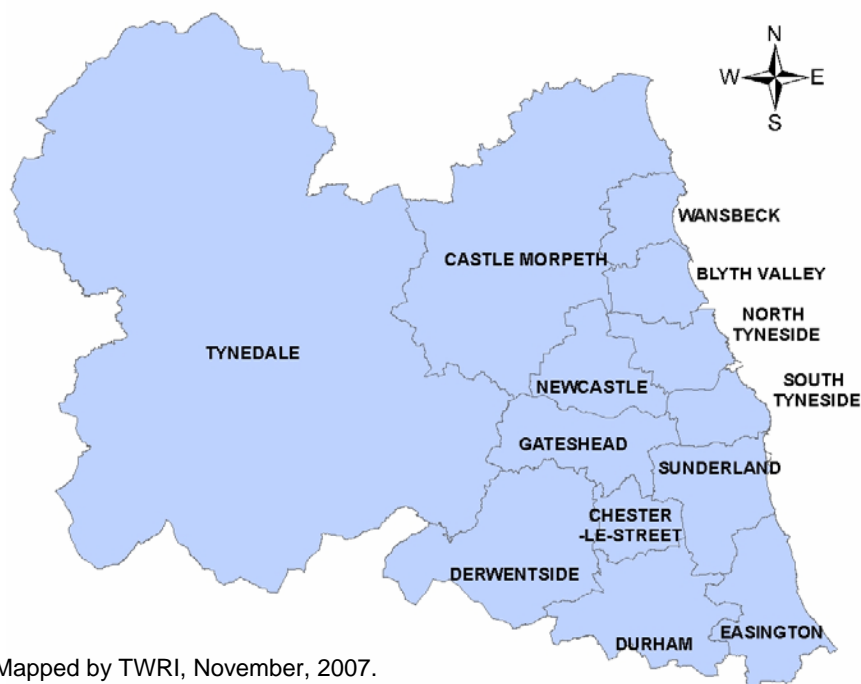 N
W E
S
WANSBECK
CASTLE MORPETH
BLYTH VALLEY
NORTH
TYNESIDE
TYNEDALE
SOUTH
TYNESIDE
NEWCASTLE
GATESHEAD
SUNDERLAND
CHESTER
-LE-STREET
DERWENTSIDE
EASINGTON
DURHAM
Mapped by TWRI, November, 2007.